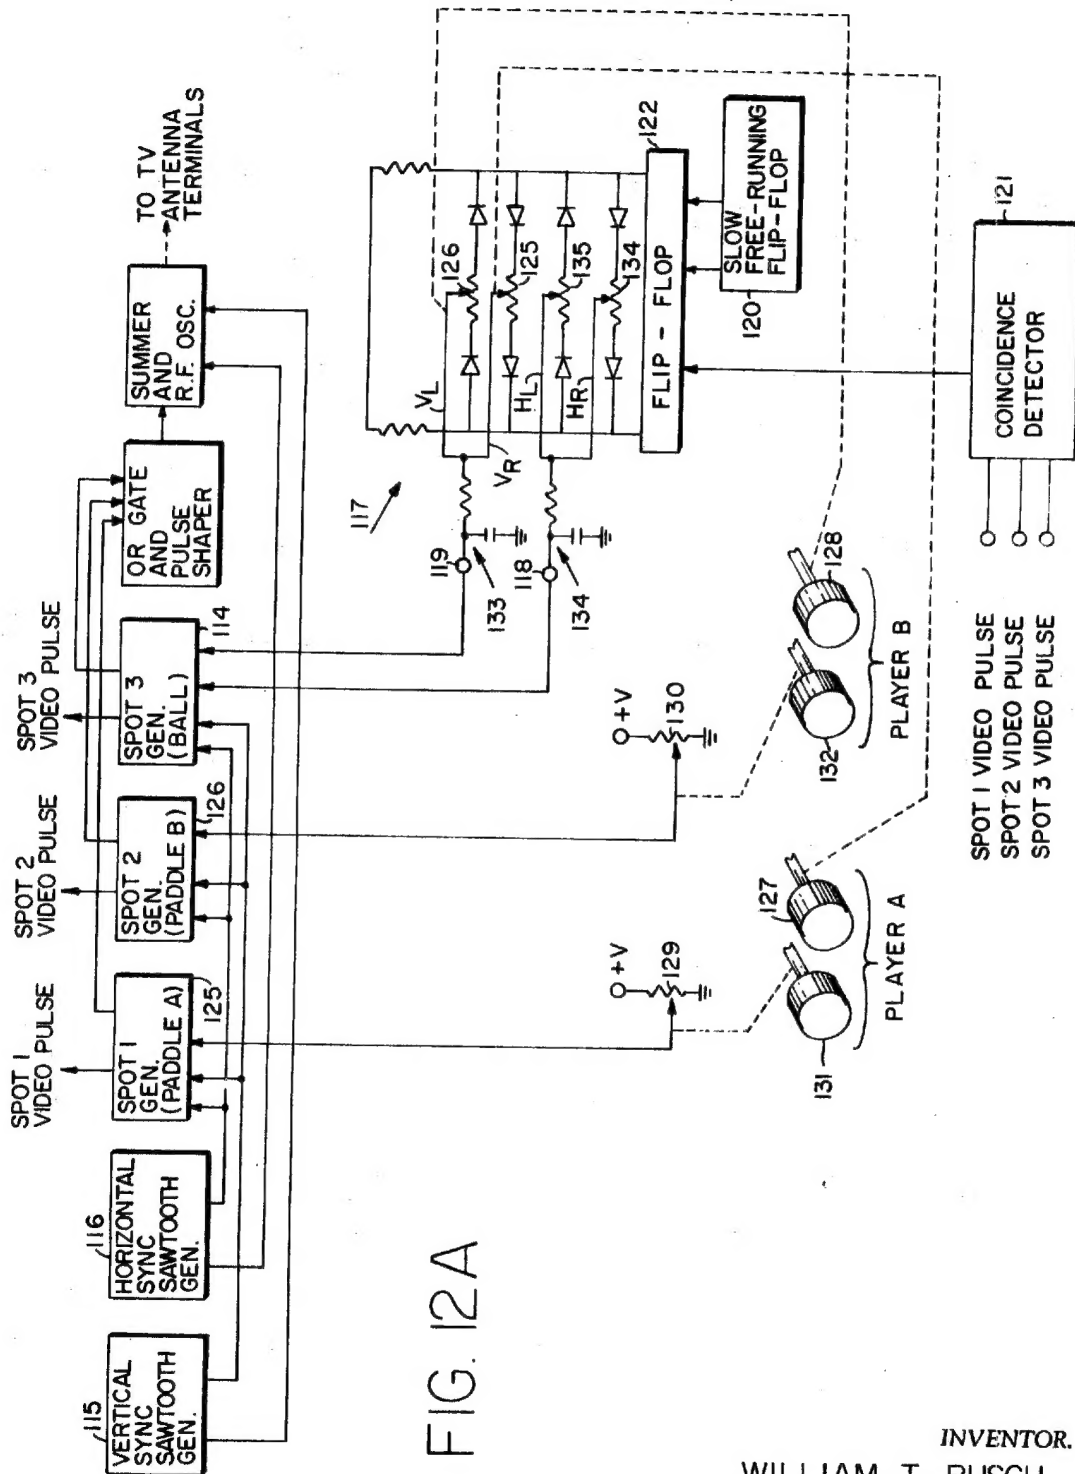 115
VERTICAL
SYNC
SAWTOOTH
GEN.
116
HORIZONTAL
SYNC
SAWTOOTH
GEN.
SPOT 1
VIDEO PULSE
SPOT 1
GEN.
(PADDLE A)
125
SPOT 2
VIDEO PULSE
SPOT 2
GEN.
(PADDLE B)
126
SPOT 3
VIDEO PULSE
SPOT 3
GEN.
(BALL)
114
OR GATE
AND
PULSE
SHAPER
SUMMER
AND
R.F. OSC.
TO TV
ANTENNA
TERMINALS
117
119
133
118
134
VL
VR
HL
HR
126
125
135
134
FLIP-FLOP
122
SLOW
FREE-RUNNING
FLIP-FLOP
120
+V
129
+V
130
131
127
PLAYER A
132
128
PLAYER B
COINCIDENCE
DETECTOR
121
SPOT 1 VIDEO PULSE
SPOT 2 VIDEO PULSE
SPOT 3 VIDEO PULSE
FIG. 12A
INVENTOR.
WILLIAM T. RUSCH